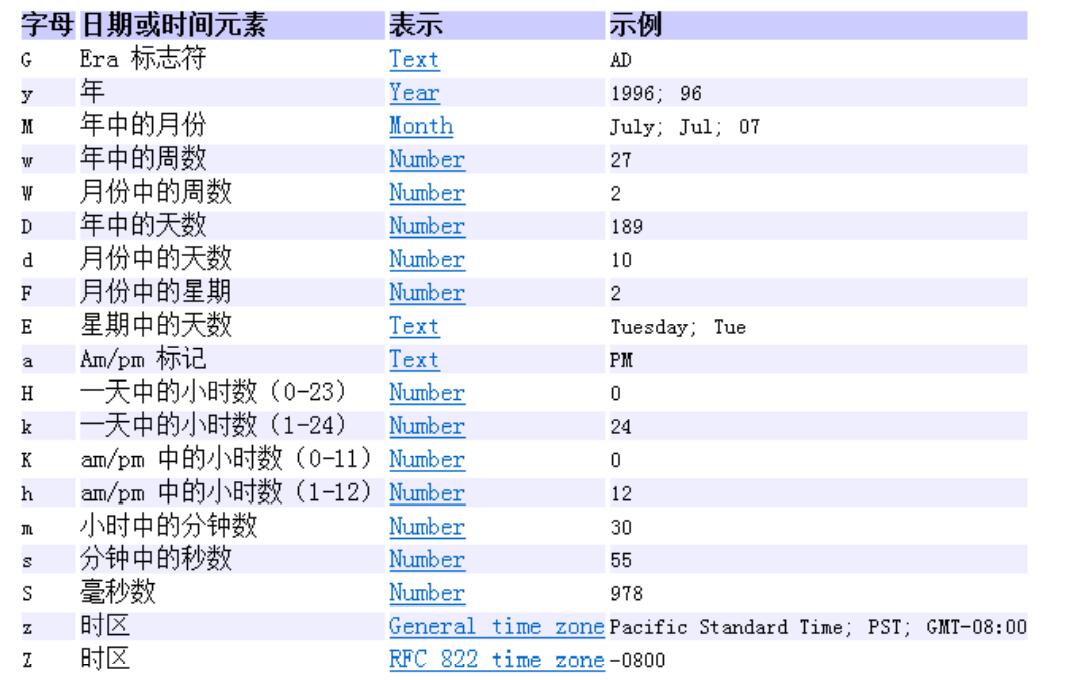 字母 日期或时间元素 表示 示例
G Era 标志符 Text AD
y 年 Year 1996; 96
M 年中的月份 Month July; Jul; 07
w 年中的周数 Number 27
W 月份中的周数 Number 2
D 年中的天数 Number 189
d 月份中的天数 Number 10
F 月份中的星期 Number 2
E 星期中的天数 Text Tuesday; Tue
a Am/pm 标记 Text PM
H 一天中的小时数（0-23） Number 0
k 一天中的小时数（1-24） Number 24
K am/pm 中的小时数（0-11） Number 0
h am/pm 中的小时数（1-12） Number 12
m 小时中的分钟数 Number 30
s 分钟中的秒数 Number 55
S 毫秒数 Number 978
z 时区 General time zone Pacific Standard Time; PST; GMT-08:00
Z 时区 RFC 822 time zone -0800